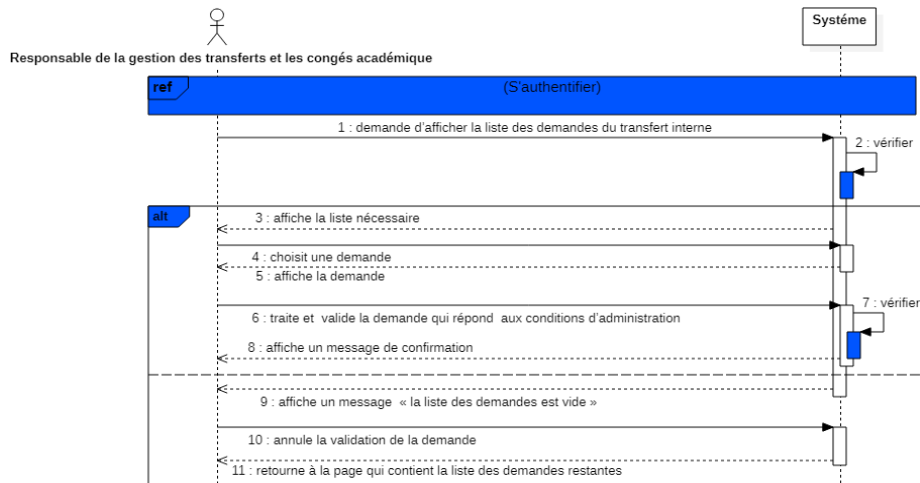 Systéme
Responsable de la gestion des transferts et les congés académique
ref
(S'authentifier)
1 : demande d'afficher la liste des demandes du transfert interne
2 : vérifier
alt
3 : affiche la liste nécessaire
4 : choisit une demande
5 : affiche la demande
7 : vérifier
6 : traite et valide la demande qui répond aux conditions d'administration
8 : affiche un message de confirmation
9 : affiche un message « la liste des demandes est vide »
10 : annule la validation de la demande
11 : retourne à la page qui contient la liste des demandes restantes